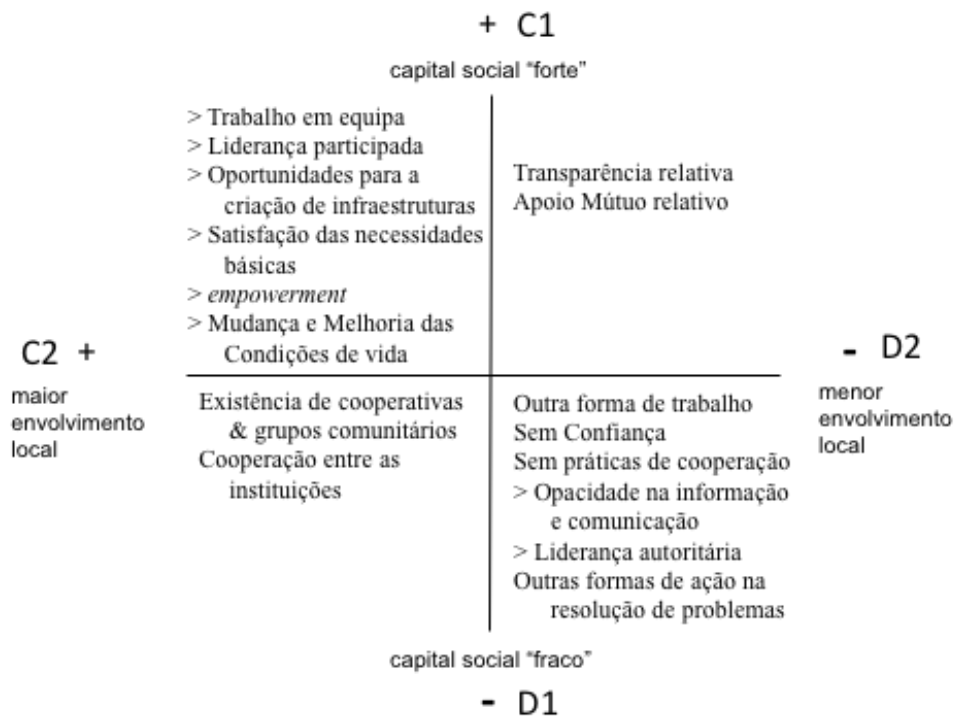 + C1
capital social “forte”
> Trabalho em equipa
> Liderança participada
> Oportunidades para a
criação de infraestruturas
> Satisfação das necessidades
básicas
> empowerment
> Mudança e Melhoria das
Condições de vida
Transparência relativa
Apoio Mútuo relativo
C2 +
maior
envolvimento
local
- D2
menor
envolvimento
local
Existência de cooperativas
& grupos comunitários
Cooperação entre as
instituições
Outra forma de trabalho
Sem Confiança
Sem práticas de cooperação
> Opacidade na informação
e comunicação
> Liderança autoritária
Outras formas de ação na
resolução de problemas
capital social “fraco”
- D1